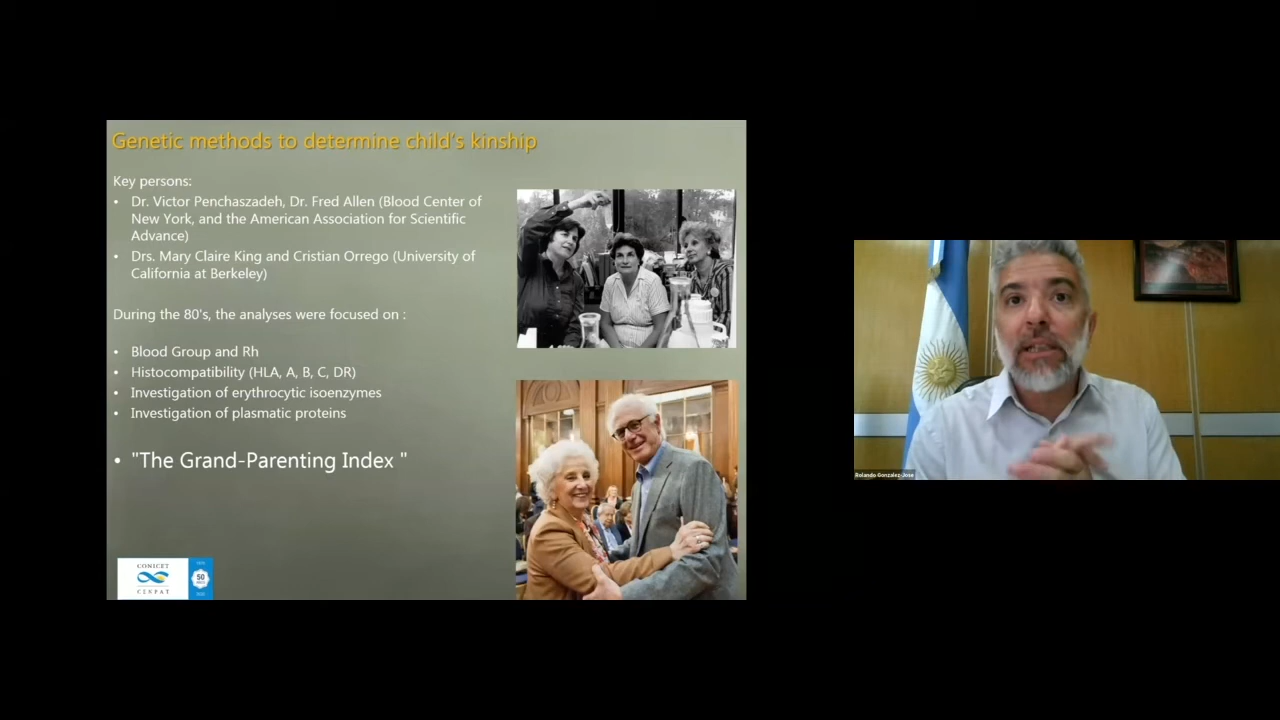 Genetic methods to determine child's kinship
Key persons:
• Dr. Victor Penchaszadeh, Dr. Fred Allen (Blood Center of
New York, and the American Association for Scientific
Advance)
• Drs. Mary Claire King and Cristian Orrego (University of
California at Berkeley)
During the 80's, the analyses were focused on :
• Blood Group and Rh
• Histocompatibility (HLA, A, B, C, DR)
• Investigation of erythrocytic isoenzymes
• Investigation of plasmatic proteins
• "The Grand-Parenting Index "
CONICET
50
CENPAT
Rolando Gonzalez-Jose